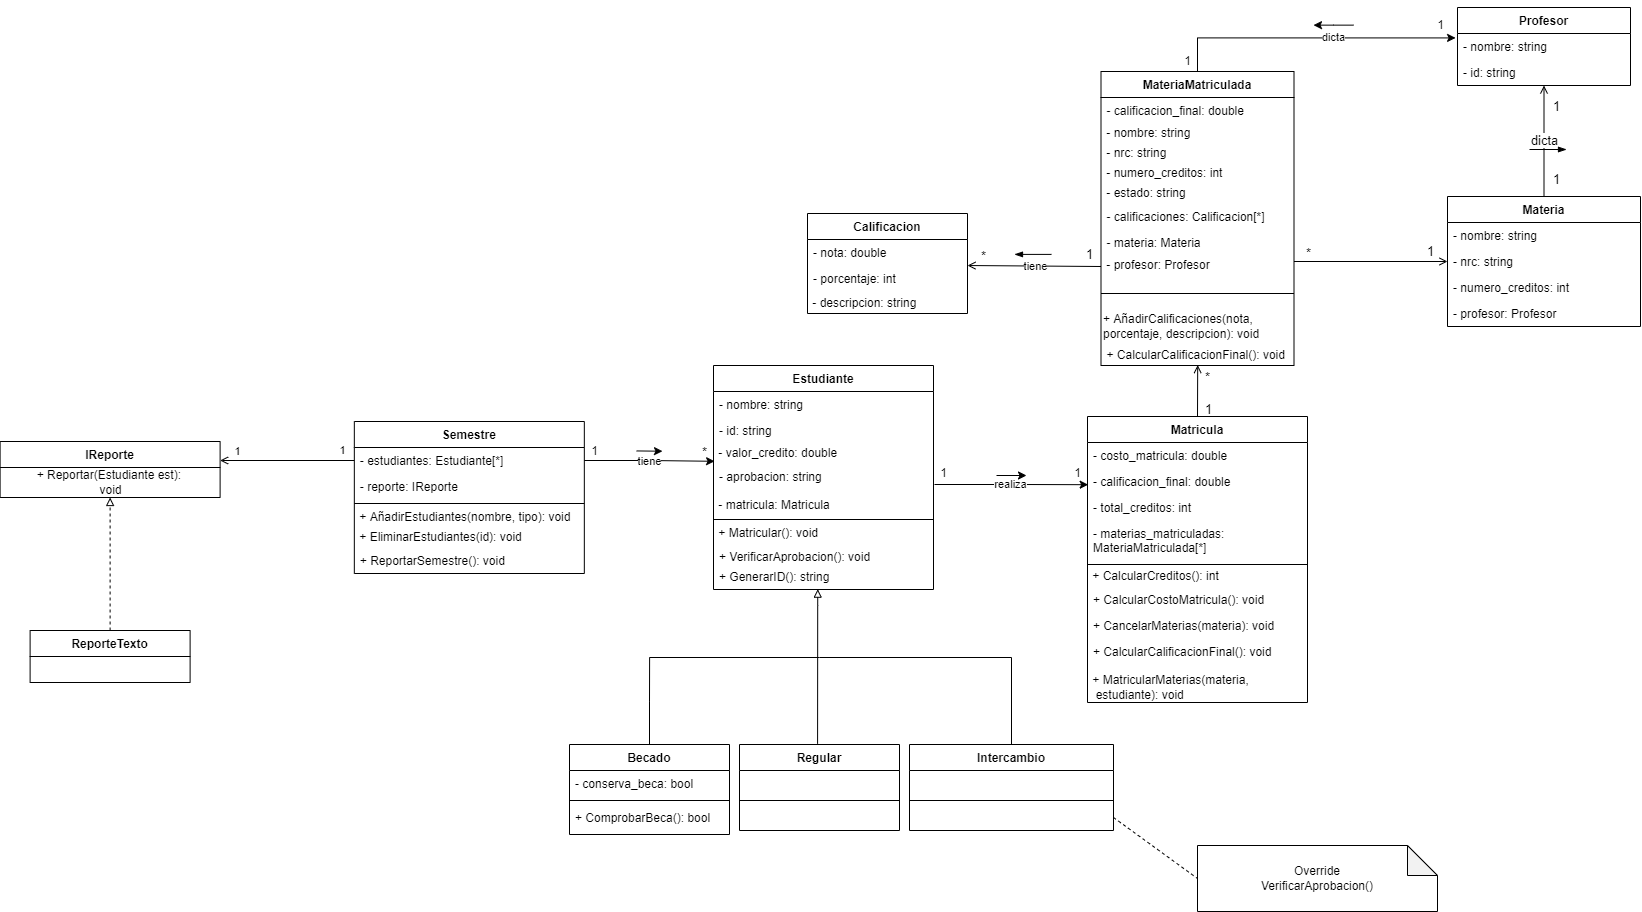 Profesor
- nombre: string
- id: string
1
dicta
1
MateriaMatriculada
- calificacion_final: double
- nombre: string
- nrc: string
- numero_creditos: int
- estado: string
- calificaciones: Calificacion[*]
- materia: Materia
- profesor: Profesor
+ AñadirCalificaciones(nota,
porcentaje, descripcion): void
+ CalcularCalificacionFinal(): void
1
dicta
1
Materia
- nombre: string
- nrc: string
- numero_creditos: int
- profesor: Profesor
*
1
Calificacion
- nota: double
- porcentaje: int
- descripcion: string
*
tiene
1
*
1
Estudiante
- nombre: string
- id: string
- valor_credito: double
- aprobacion: string
- matricula: Matricula
+ Matricular(): void
+ VerificarAprobacion(): void
+ GenerarID(): string
Matricula
- costo_matricula: double
- calificacion_final: double
- total_creditos: int
- materias_matriculadas:
MateriaMatriculada[*]
+ CalcularCreditos(): int
+ CalcularCostoMatricula(): void
+ CancelarMaterias(materia): void
+ CalcularCalificacionFinal(): void
+ MatricularMaterias(materia,
estudiante): void
1
realiza
1
Semestre
- estudiantes: Estudiante[*]
- reporte: IReporte
+ AñadirEstudiantes(nombre, tipo): void
+ EliminarEstudiantes(id): void
+ ReportarSemestre(): void
1
tiene
*
IReporte
+ Reportar(Estudiante est):
void
1
1
ReporteTexto
Becado
- conserva_beca: bool
+ ComprobarBeca(): bool
Regular
Intercambio
Override
VerificarAprobacion()